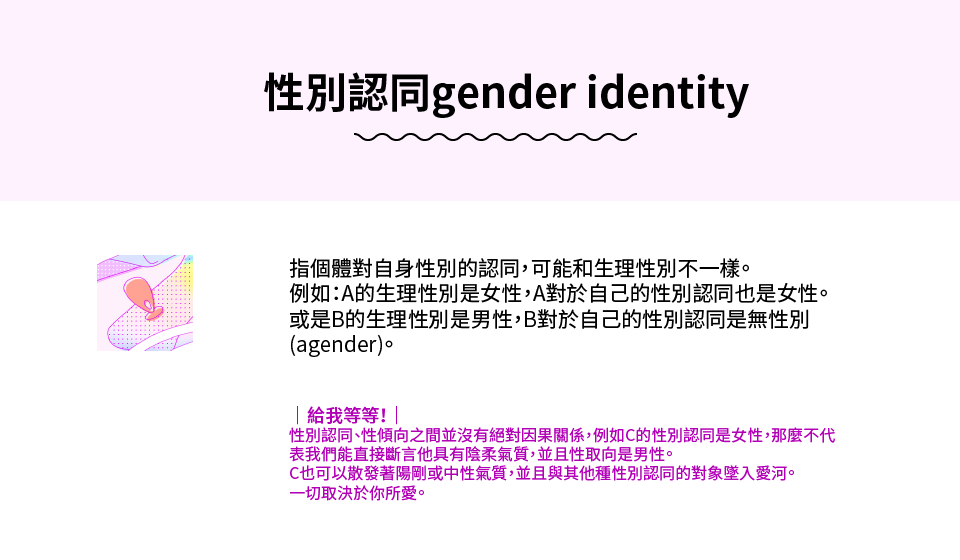 性別認同gender identity
指個體對自身性別的認同，可能和生理性別不一樣。
例如：A的生理性別是女性，A對於自己的性別認同也是女性。
或是B的生理性別是男性，B對於自己的性別認同是無性別
(agender)。
｜給我等等！｜
性別認同、性傾向之間並沒有絕對因果關係，例如C的性別認同是女性，那麼不代
表我們能直接斷言他具有陰柔氣質，並且性取向是男性。
C也可以散發著陽剛或中性氣質，並且與其他種性別認同的對象墜入愛河。
一切取決於你所愛。